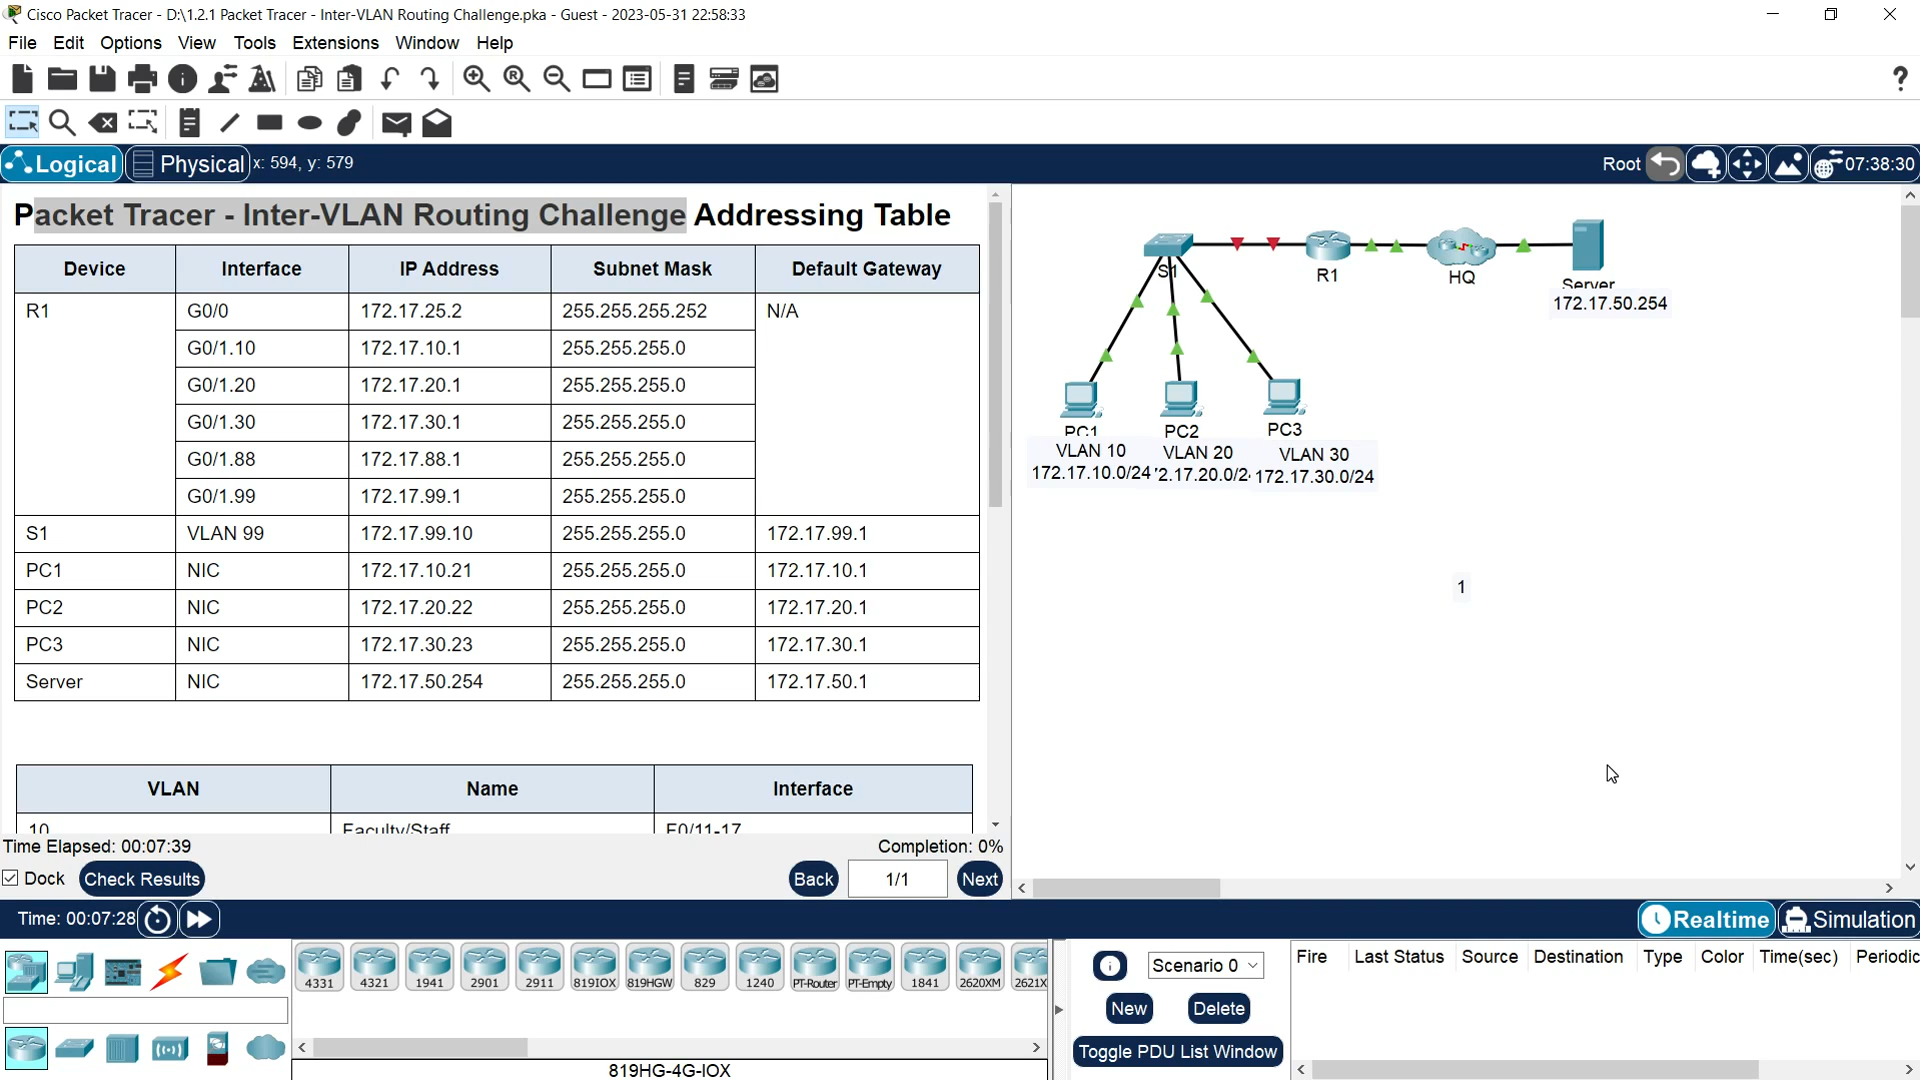 Cisco Packet Tracer - D:\1.2.1 Packet Tracer - Inter-VLAN Routing Challenge.pka - Guest - 2023-05-31 22:58:33
File Edit Options View Tools Extensions Window Help
Logical Physical x: 594, y: 579 Root 07:38:30
Packet Tracer - Inter-VLAN Routing Challenge Addressing Table
Device Interface IP Address Subnet Mask Default Gateway
R1 G0/0 172.17.25.2 255.255.255.252 N/A
G0/1.10 172.17.10.1 255.255.255.0
G0/1.20 172.17.20.1 255.255.255.0
G0/1.30 172.17.30.1 255.255.255.0
G0/1.88 172.17.88.1 255.255.255.0
G0/1.99 172.17.99.1 255.255.255.0
S1 VLAN 99 172.17.99.10 255.255.255.0 172.17.99.1
PC1 NIC 172.17.10.21 255.255.255.0 172.17.10.1
PC2 NIC 172.17.20.22 255.255.255.0 172.17.20.1
PC3 NIC 172.17.30.23 255.255.255.0 172.17.30.1
Server NIC 172.17.50.254 255.255.255.0 172.17.50.1
VLAN Name Interface
10 Faculty/Staff F0/11-17
Time Elapsed: 00:07:39 Completion: 0%
Dock Check Results Back 1/1 Next
S1 R1 HQ Server
172.17.50.254
PC1 PC2 PC3
VLAN 10 VLAN 20 VLAN 30
172.17.10.0/24 '2.17.20.0/24 172.17.30.0/24
1
Time: 00:07:28 Realtime Simulation
4331 4321 1941 2901 2911 819IOX 819HGW 829 1240 PT-Router PT-Empty 1841 2620XM 2621X
819HG-4G-IOX
Scenario 0
New Delete
Toggle PDU List Window
Fire Last Status Source Destination Type Color Time(sec) Periodic